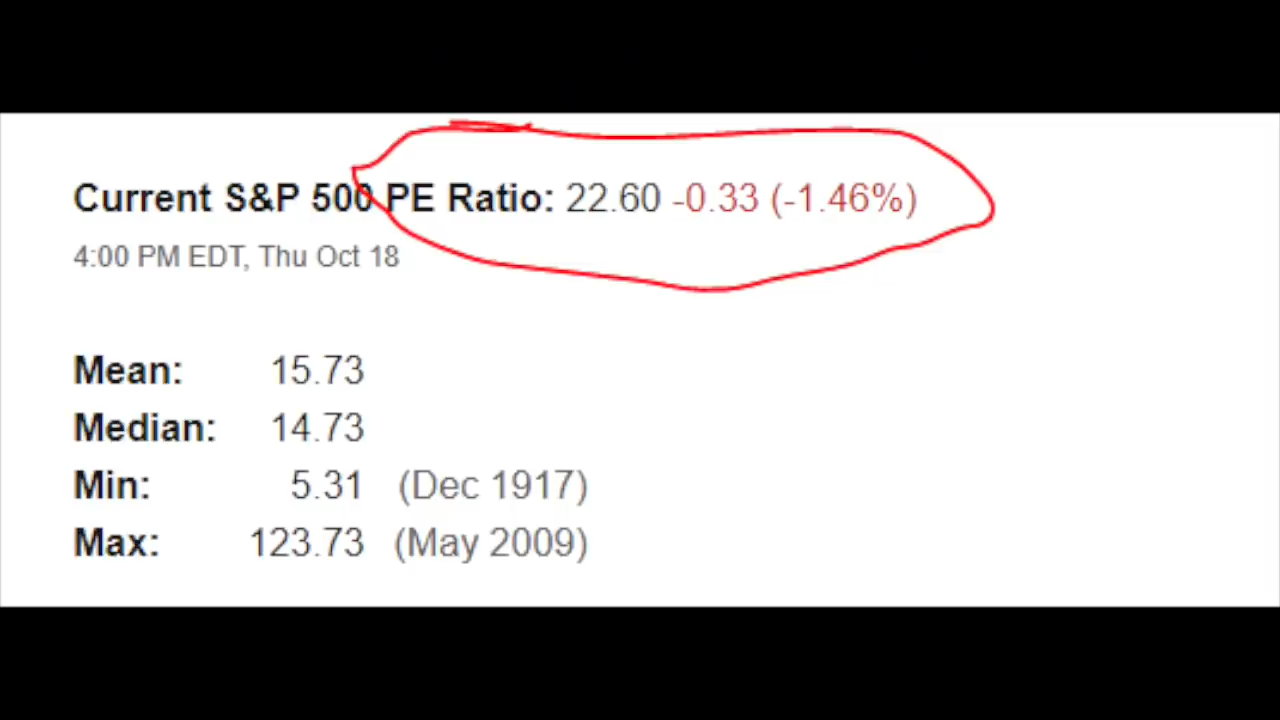 Current S&P 500 PE Ratio: 22.60 -0.33 (-1.46%)
4:00 PM EDT, Thu Oct 18
Mean: 15.73
Median: 14.73
Min: 5.31 (Dec 1917)
Max: 123.73 (May 2009)